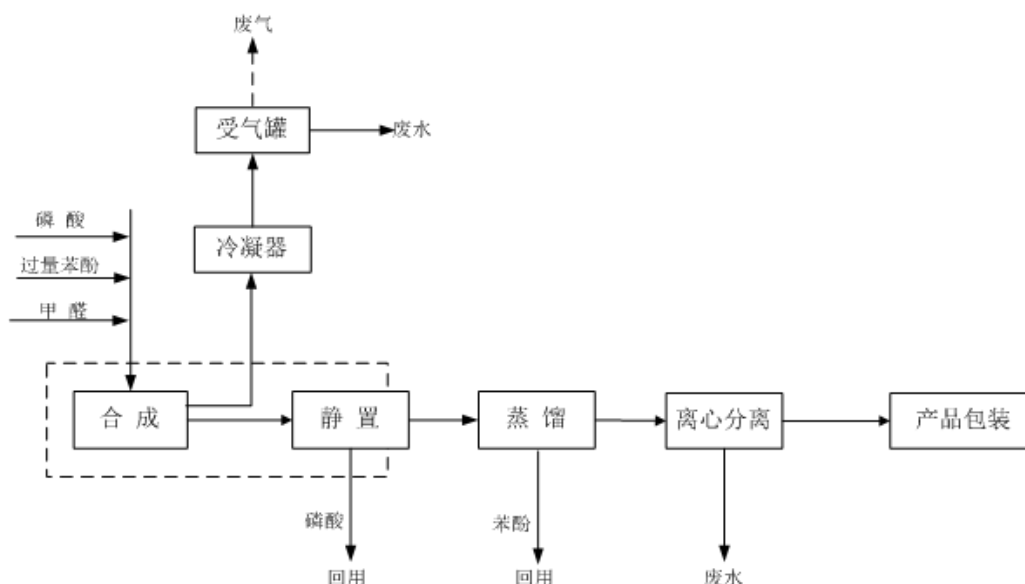 废气
受气罐
废水
冷凝器
磷 酸
过量苯酚
甲 醛
合 成
静 置
蒸 馏
离心分离
产品包装
磷酸
苯酚
回用
回用
废水